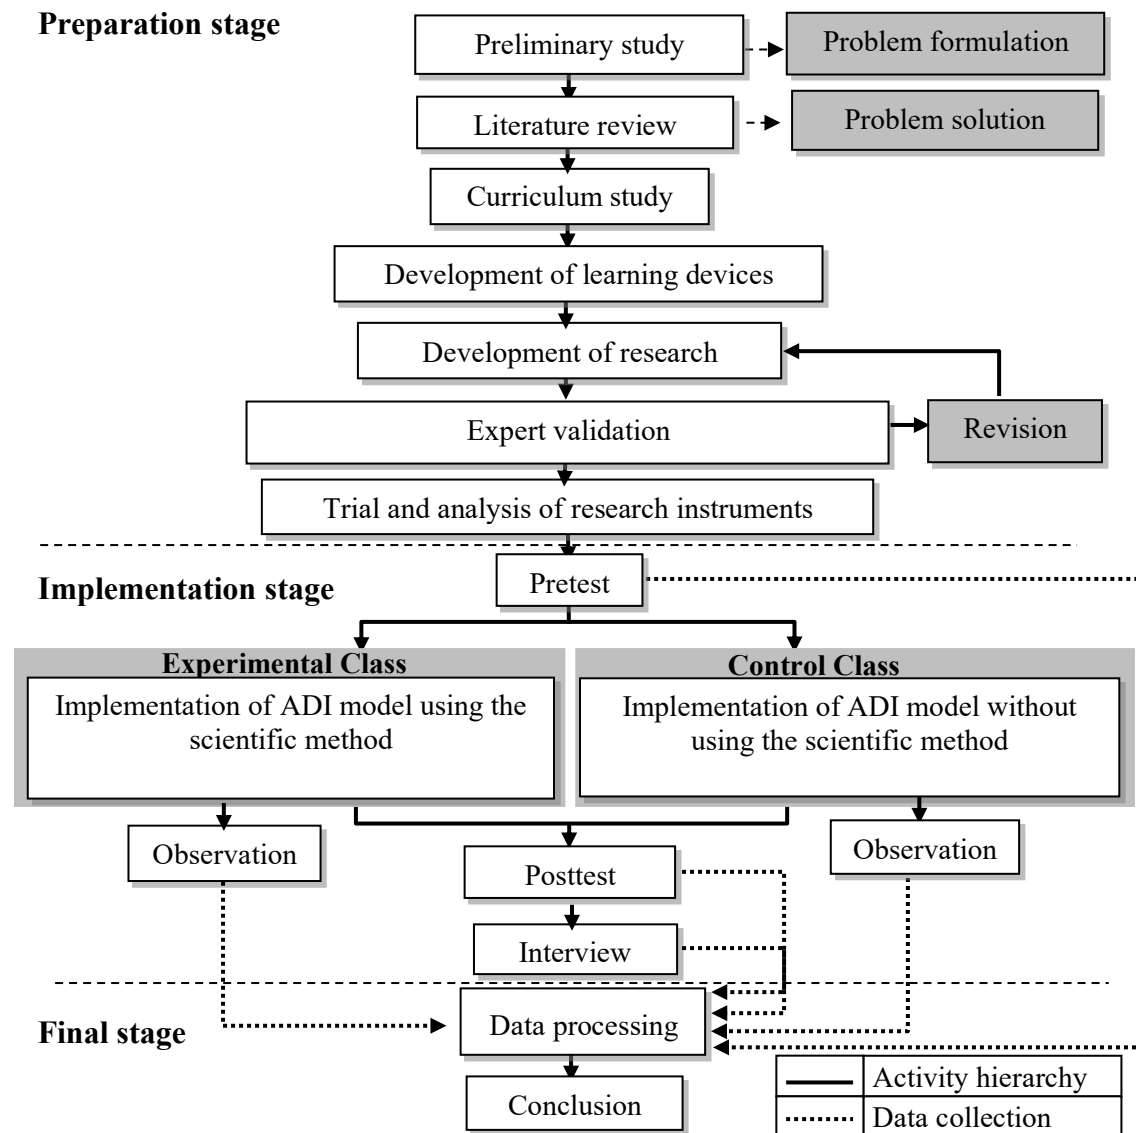 Preparation stage
Preliminary study
Problem formulation
Literature review
Problem solution
Curriculum study
Development of learning devices
Development of research
Expert validation
Revision
Trial and analysis of research instruments
Implementation stage
Pretest
Experimental Class
Implementation of ADI model using the
scientific method
Control Class
Implementation of ADI model without
using the scientific method
Observation
Posttest
Observation
Interview
Final stage
Data processing
Conclusion
Activity hierarchy
Data collection